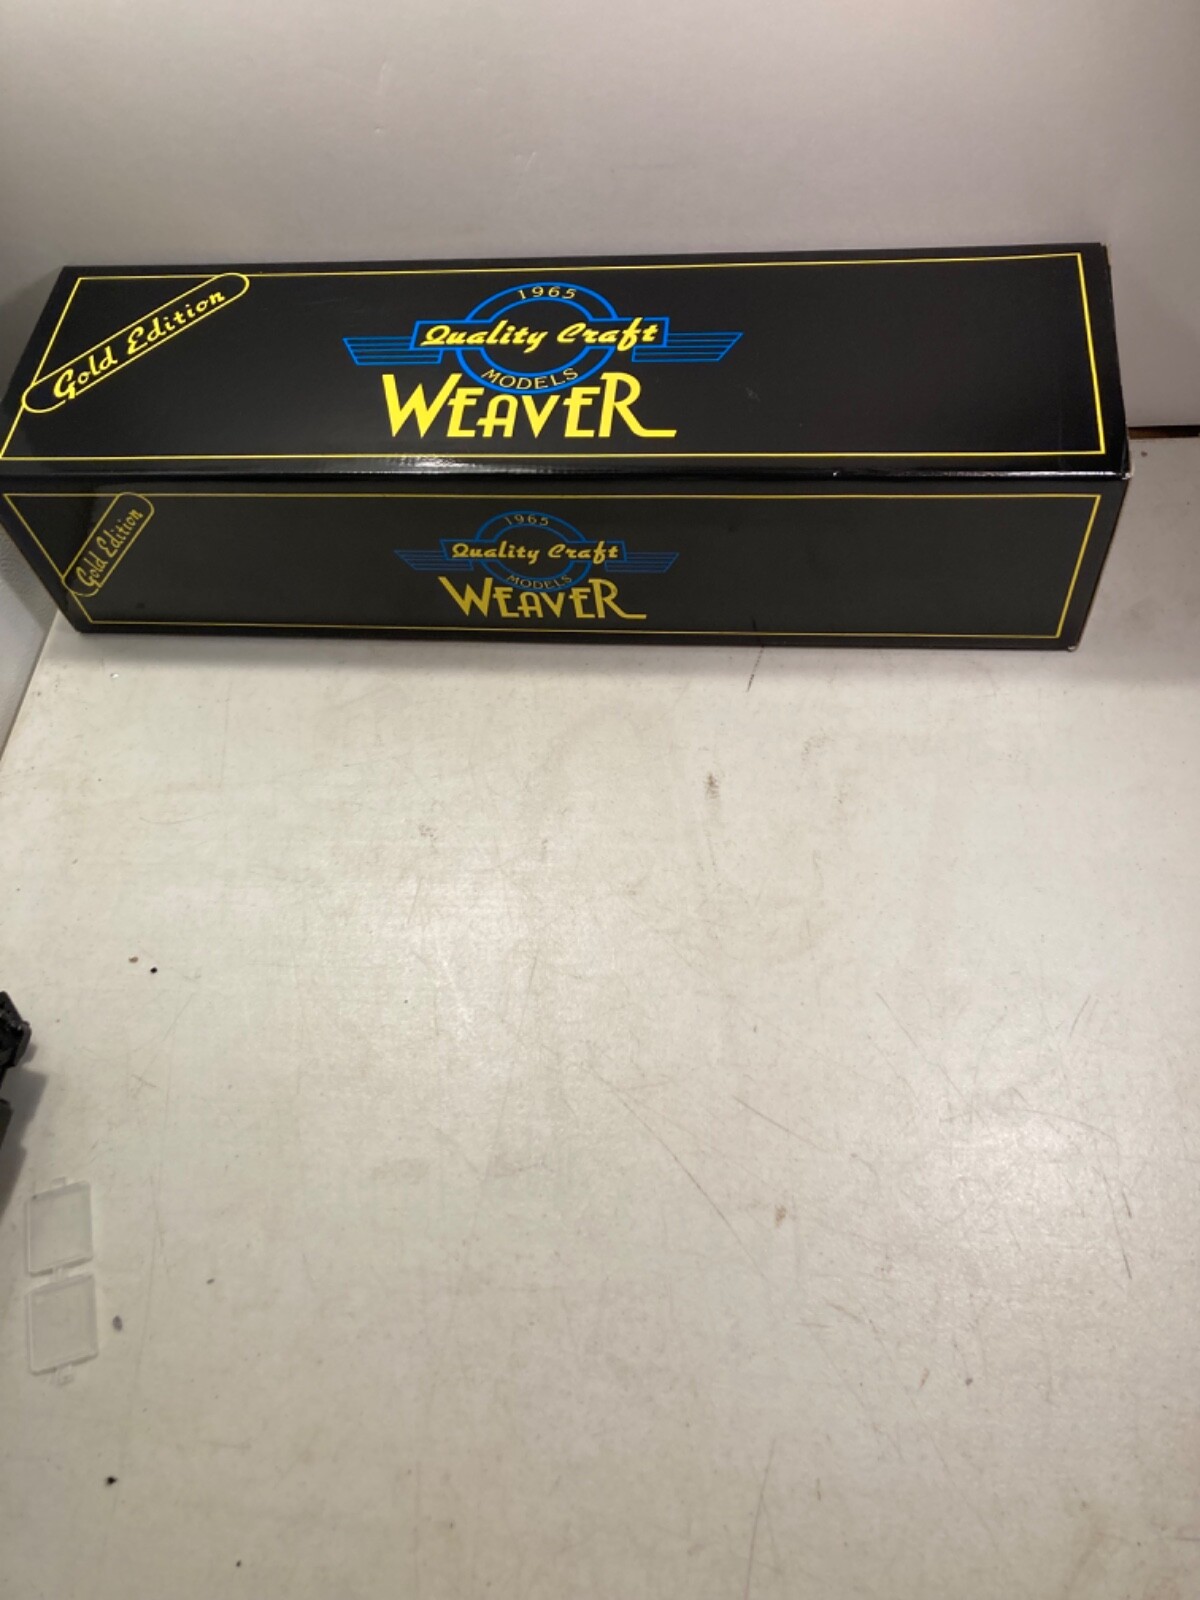 Gold Edition
1965
Quality Craft
MODELS
WEAVER
Gold Edition
1965
Quality Craft
MODELS
WEAVER